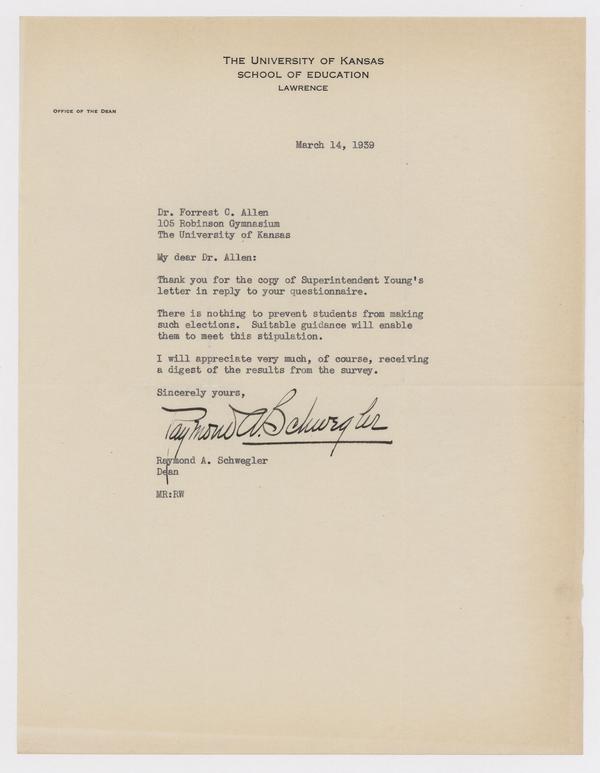 THE UNIVERSITY OF KANSAS
SCHOOL OF EDUCATION
LAWRENCE
OFFICE OF THE DEAN
March 14, 1939
Dr. Forrest C. Allen
105 Robinson Gymnasium
The University of Kansas
My dear Dr. Allen:
Thank you for the copy of Superintendent Young's
letter in reply to your questionnaire.
There is nothing to prevent students from making
such elections. Suitable guidance will enable
them to meet this stipulation.
I will appreciate very much, of course, receiving
a digest of the results from the survey.
Sincerely yours,
Raymond A. Schwegler
Raymond A. Schwegler
Dean
MR:RW